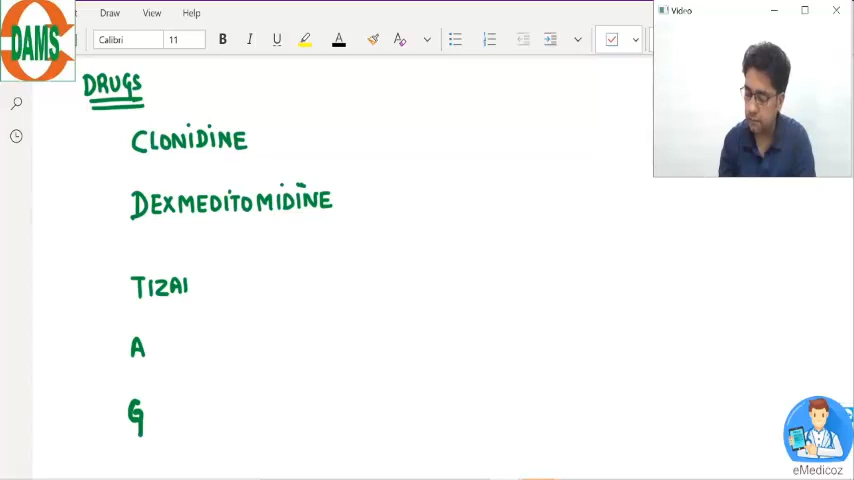 Draw View Help
Video
DAMS
Calibri 11 B I U A A
DRUGS
CLONIDINE
DEXMEDITOMIDINE
TIZAI
A
G
eMedicoz